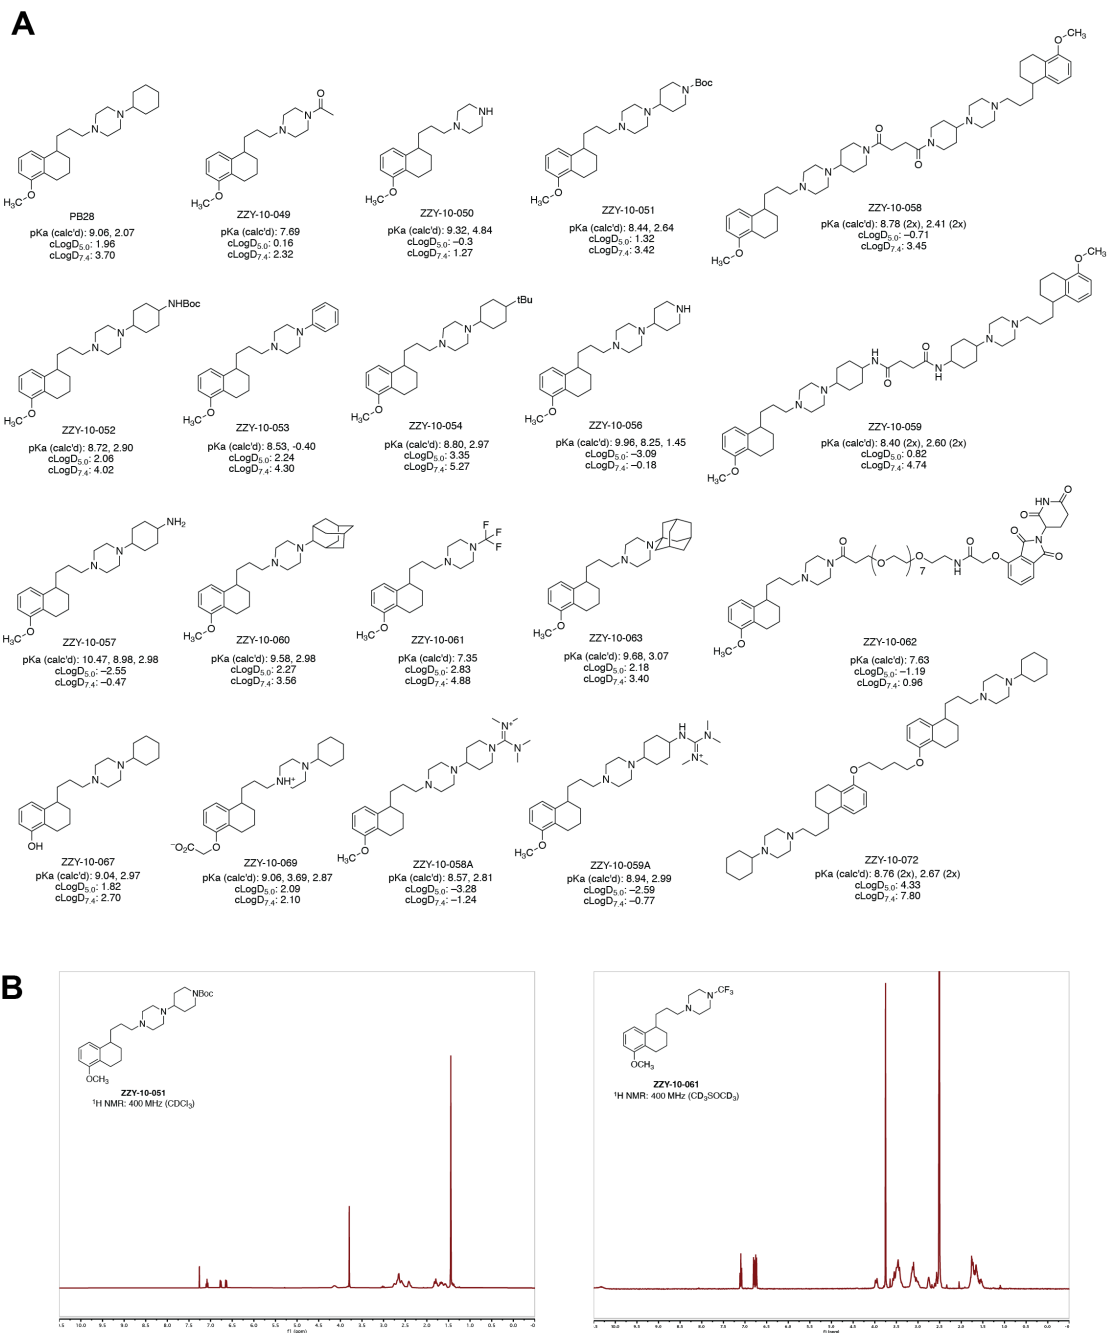 A
PB28
pKa (calc'd): 9.06, 2.07
cLogD5.0: 1.96
cLogD7.4: 3.70
ZZY-10-049
pKa (calc'd): 7.69
cLogD5.0: 0.16
cLogD7.4: 2.32
ZZY-10-050
pKa (calc'd): 9.32, 4.84
cLogD5.0: –0.3
cLogD7.4: 1.27
ZZY-10-051
pKa (calc'd): 8.44, 2.64
cLogD5.0: 1.32
cLogD7.4: 3.42
ZZY-10-058
pKa (calc'd): 8.78 (2x), 2.41 (2x)
cLogD5.0: –0.71
cLogD7.4: 3.45
ZZY-10-052
pKa (calc'd): 8.72, 2.90
cLogD5.0: 2.06
cLogD7.4: 4.02
ZZY-10-053
pKa (calc'd): 8.53, -0.40
cLogD5.0: 2.24
cLogD7.4: 4.30
ZZY-10-054
pKa (calc'd): 8.80, 2.97
cLogD5.0: 3.35
cLogD7.4: 5.27
ZZY-10-056
pKa (calc'd): 9.96, 8.25, 1.45
cLogD5.0: –3.09
cLogD7.4: –0.18
ZZY-10-059
pKa (calc'd): 8.40 (2x), 2.60 (2x)
cLogD5.0: 0.82
cLogD7.4: 4.74
ZZY-10-057
pKa (calc'd): 10.47, 8.98, 2.98
cLogD5.0: –2.55
cLogD7.4: –0.47
ZZY-10-060
pKa (calc'd): 9.58, 2.98
cLogD5.0: 2.27
cLogD7.4: 3.56
ZZY-10-061
pKa (calc'd): 7.35
cLogD5.0: 2.83
cLogD7.4: 4.88
ZZY-10-063
pKa (calc'd): 9.68, 3.07
cLogD5.0: 2.18
cLogD7.4: 3.40
ZZY-10-062
pKa (calc'd): 7.63
cLogD5.0: –1.19
cLogD7.4: 0.96
ZZY-10-067
pKa (calc'd): 9.04, 2.97
cLogD5.0: 1.82
cLogD7.4: 2.70
ZZY-10-069
pKa (calc'd): 9.06, 3.69, 2.87
cLogD5.0: 2.09
cLogD7.4: 2.10
ZZY-10-058A
pKa (calc'd): 8.57, 2.81
cLogD5.0: –3.28
cLogD7.4: –1.24
ZZY-10-059A
pKa (calc'd): 8.94, 2.99
cLogD5.0: –2.59
cLogD7.4: –0.77
ZZY-10-072
pKa (calc'd): 8.76 (2x), 2.67 (2x)
cLogD5.0: 4.33
cLogD7.4: 7.80
B
NBoc
OCH3
ZZY-10-051
1H NMR: 400 MHz (CDCl3)
CF3
OCH3
ZZY-10-061
1H NMR: 400 MHz (CD3SOCD3)